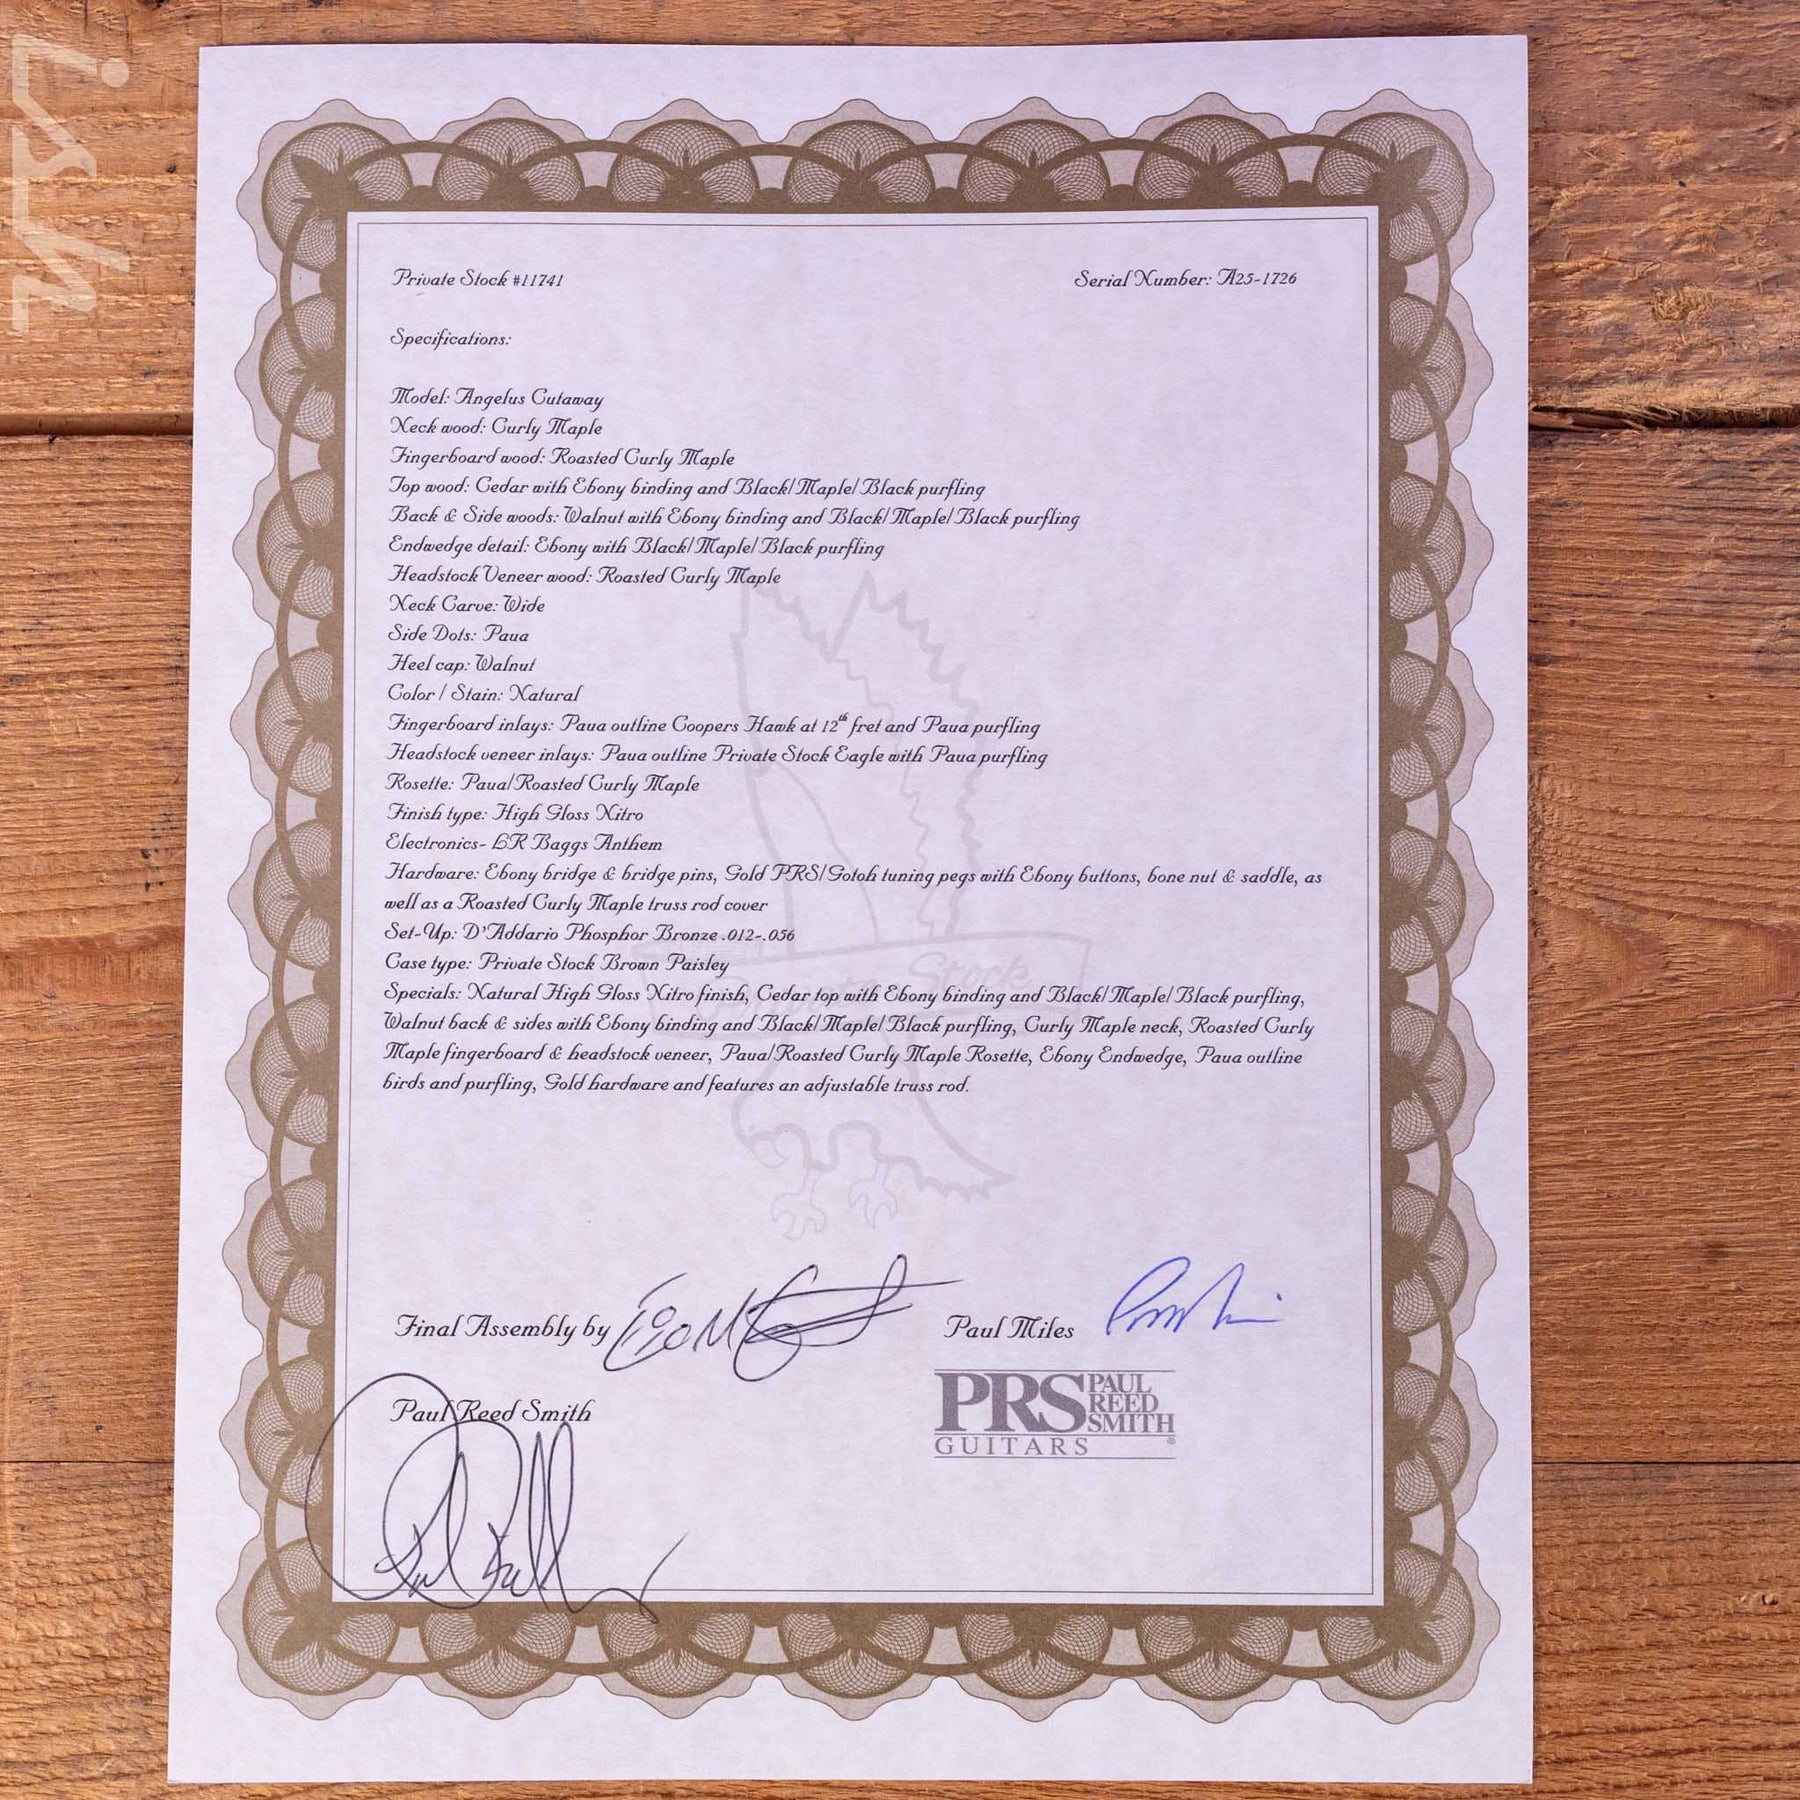 Private Stock #11741
Serial Number: A25-1726
Specifications:
Model: Angelus Cutaway
Neck wood: Curly Maple
Fingerboard wood: Roasted Curly Maple
Top wood: Cedar with Ebony binding and Black/Maple/Black purfling
Back & Side woods: Walnut with Ebony binding and Black/Maple/Black purfling
Endwedge detail: Ebony with Black/Maple/Black purfling
Headstock Veneer wood: Roasted Curly Maple
Neck Carve: Wide
Side Dots: Paua
Heel cap: Walnut
Color / Stain: Natural
Fingerboard inlays: Paua outline Coopers Hawk at 12th fret and Paua purfling
Headstock veneer inlays: Paua outline Private Stock Eagle with Paua purfling
Rosette: Paua/Roasted Curly Maple
Finish type: High Gloss Nitro
Electronics- LR Baggs Anthem
Hardware: Ebony bridge & bridge pins, Gold PRS/Gotoh tuning pegs with Ebony buttons, bone nut & saddle, as
well as a Roasted Curly Maple truss rod cover
Set-Up: D'Addario Phosphor Bronze .012-.056
Case type: Private Stock Brown Paisley
Specials: Natural High Gloss Nitro finish, Cedar top with Ebony binding and Black/Maple/Black purfling,
Walnut back & sides with Ebony binding and Black/Maple/Black purfling, Curly Maple neck, Roasted Curly
Maple fingerboard & headstock veneer, Paua/Roasted Curly Maple Rosette, Ebony Endwedge, Paua outline
birds and purfling, Gold hardware and features an adjustable truss rod.
Private Stock
Final Assembly by
Paul Miles
Paul Reed Smith
PRS PAUL
REED
SMITH
GUITARS ®